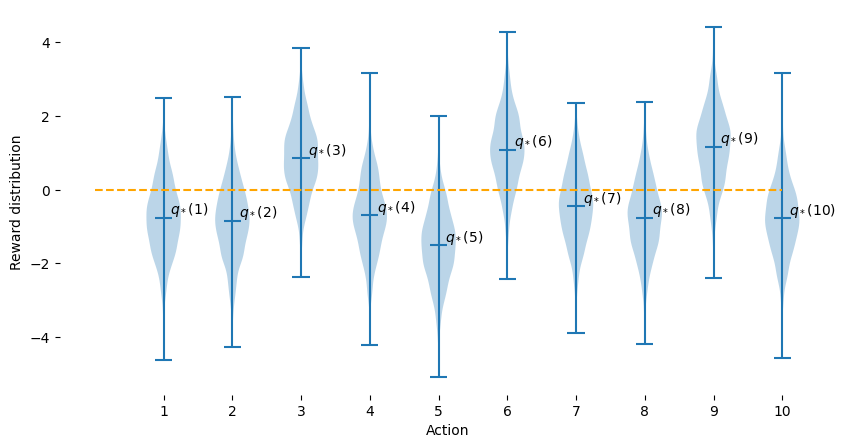 4
2
0
−2
−4
Reward distribution
q*(1)
q*(2)
q*(3)
q*(4)
q*(5)
q*(6)
q*(7)
q*(8)
q*(9)
q*(10)
1 2 3 4 5 6 7 8 9 10
Action